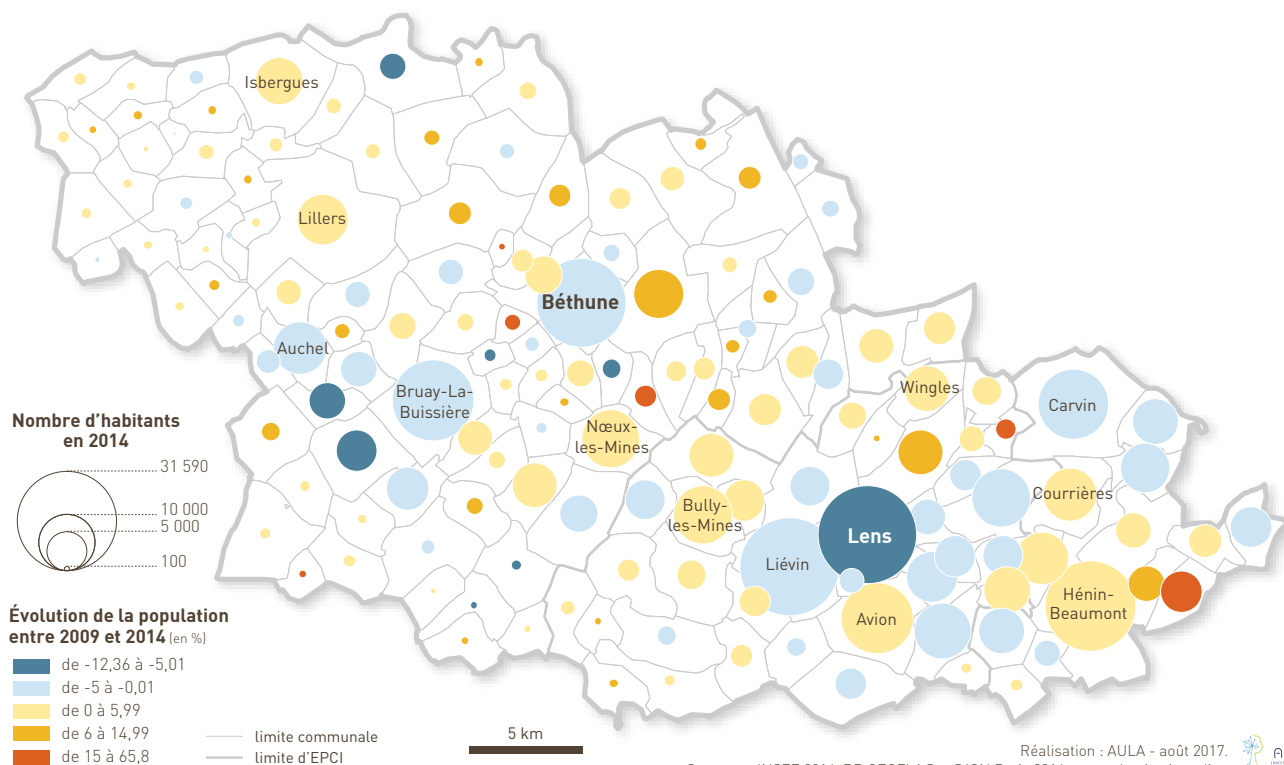 Isbergues
Lillers
Béthune
Auchel
Bruay-La-
Buissière
Nœux-
les-Mines
Wingles
Carvin
Bully-
les-Mines
Courrières
Lens
Liévin
Avion
Hénin-
Beaumont
Nombre d’habitants
en 2014
31 590
10 000
5 000
100
Évolution de la population
entre 2009 et 2014 (en %)
de -12,36 à -5,01
de -5 à -0,01
de 0 à 5,99
de 6 à 14,99
de 15 à 65,8
limite communale
limite d’EPCI
5 km
Réalisation : AULA - août 2017.